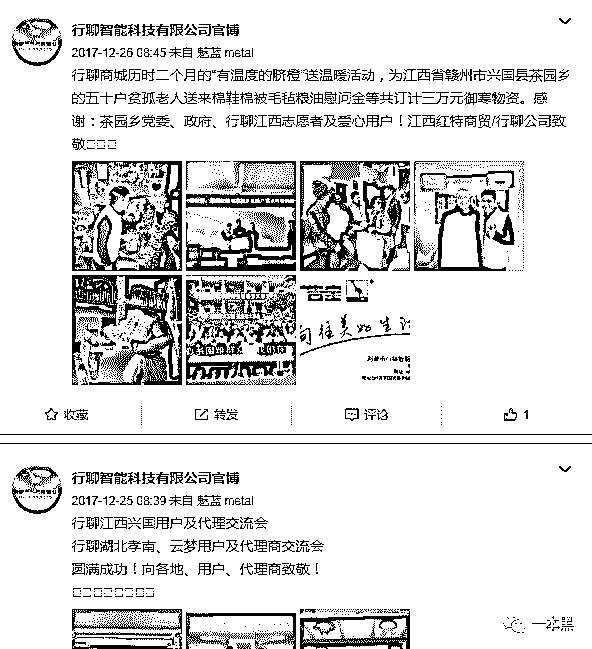 行聊智能科技有限公司官博
2017-12-26 08:45 来自 魅蓝 metal
行聊商城历时二个月的“有温度的脐橙”送温暖活动，为江西省赣州市兴国县茶园乡
的五十户贫孤老人送来棉鞋棉被毛毡粮油慰问金等共订计三万元御寒物资。感
谢：茶园乡党委、政府、行聊江西志愿者及爱心用户！江西红特商贸/行聊公司致
敬□□□
向往美好生
收藏
转发
评论
1
行聊智能科技有限公司官博
2017-12-25 08:39 来自 魅蓝 metal
行聊江西兴国用户及代理交流会
行聊湖北孝南、云梦用户及代理商交流会
圆满成功！向各地、用户、代理商致敬！
□□□□□□□□
一本黑